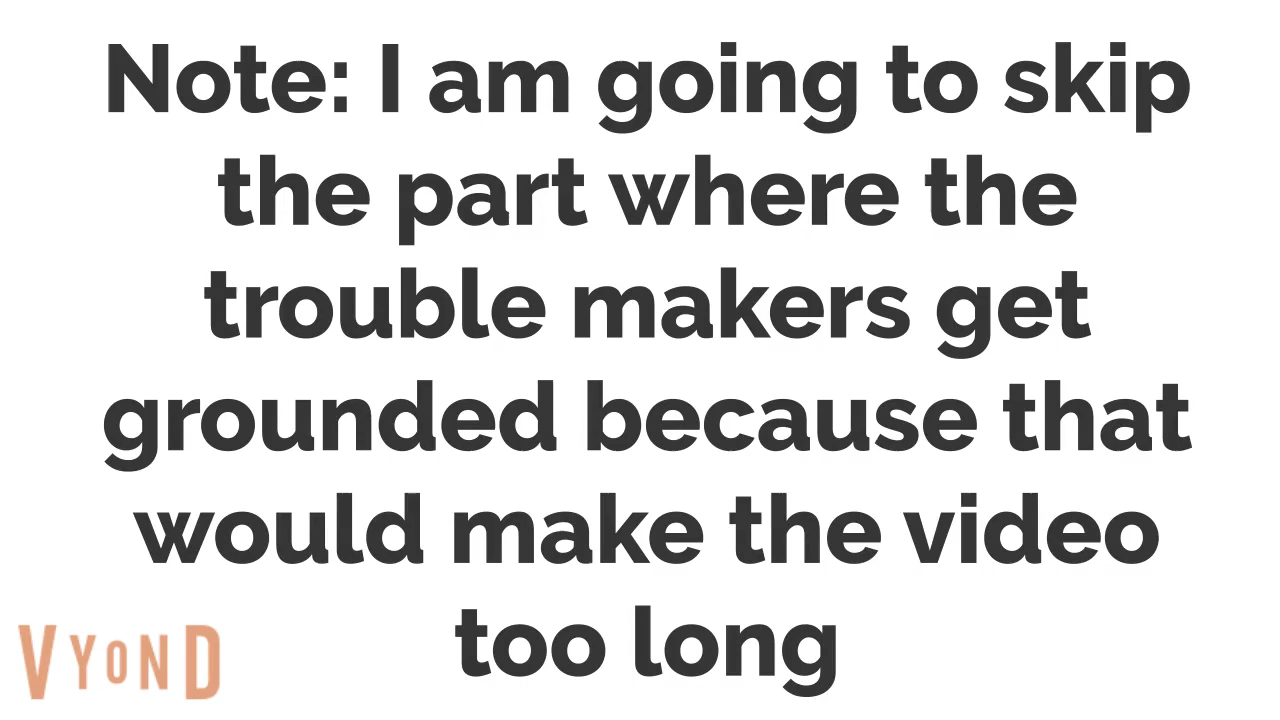 Note: I am going to skip
the part where the
trouble makers get
grounded because that
would make the video
too long
VYOND